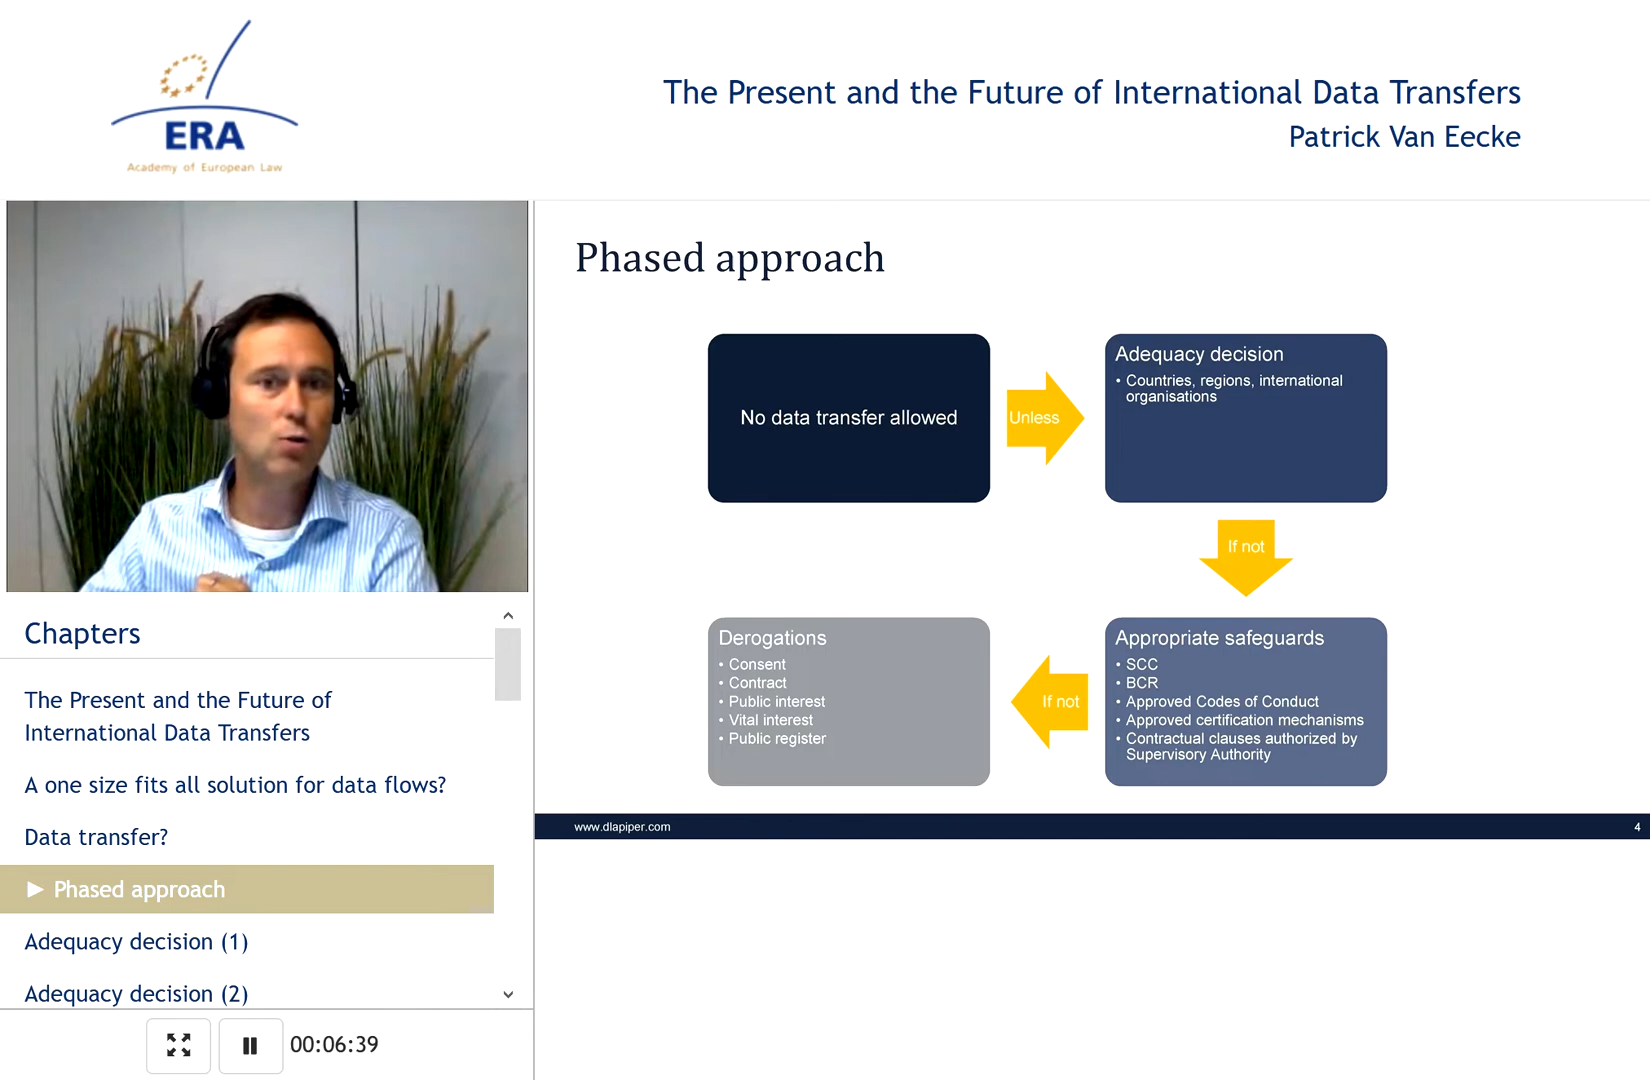 ERA
Academy of European Law
The Present and the Future of International Data Transfers
Patrick Van Eecke
Phased approach
No data transfer allowed
Unless
Adequacy decision
• Countries, regions, international
organisations
If not
Appropriate safeguards
• SCC
• BCR
• Approved Codes of Conduct
• Approved certification mechanisms
• Contractual clauses authorized by
Supervisory Authority
If not
Derogations
• Consent
• Contract
• Public interest
• Vital interest
• Public register
www.dlapiper.com
4
Chapters
The Present and the Future of
International Data Transfers
A one size fits all solution for data flows?
Data transfer?
► Phased approach
Adequacy decision (1)
Adequacy decision (2)
00:06:39